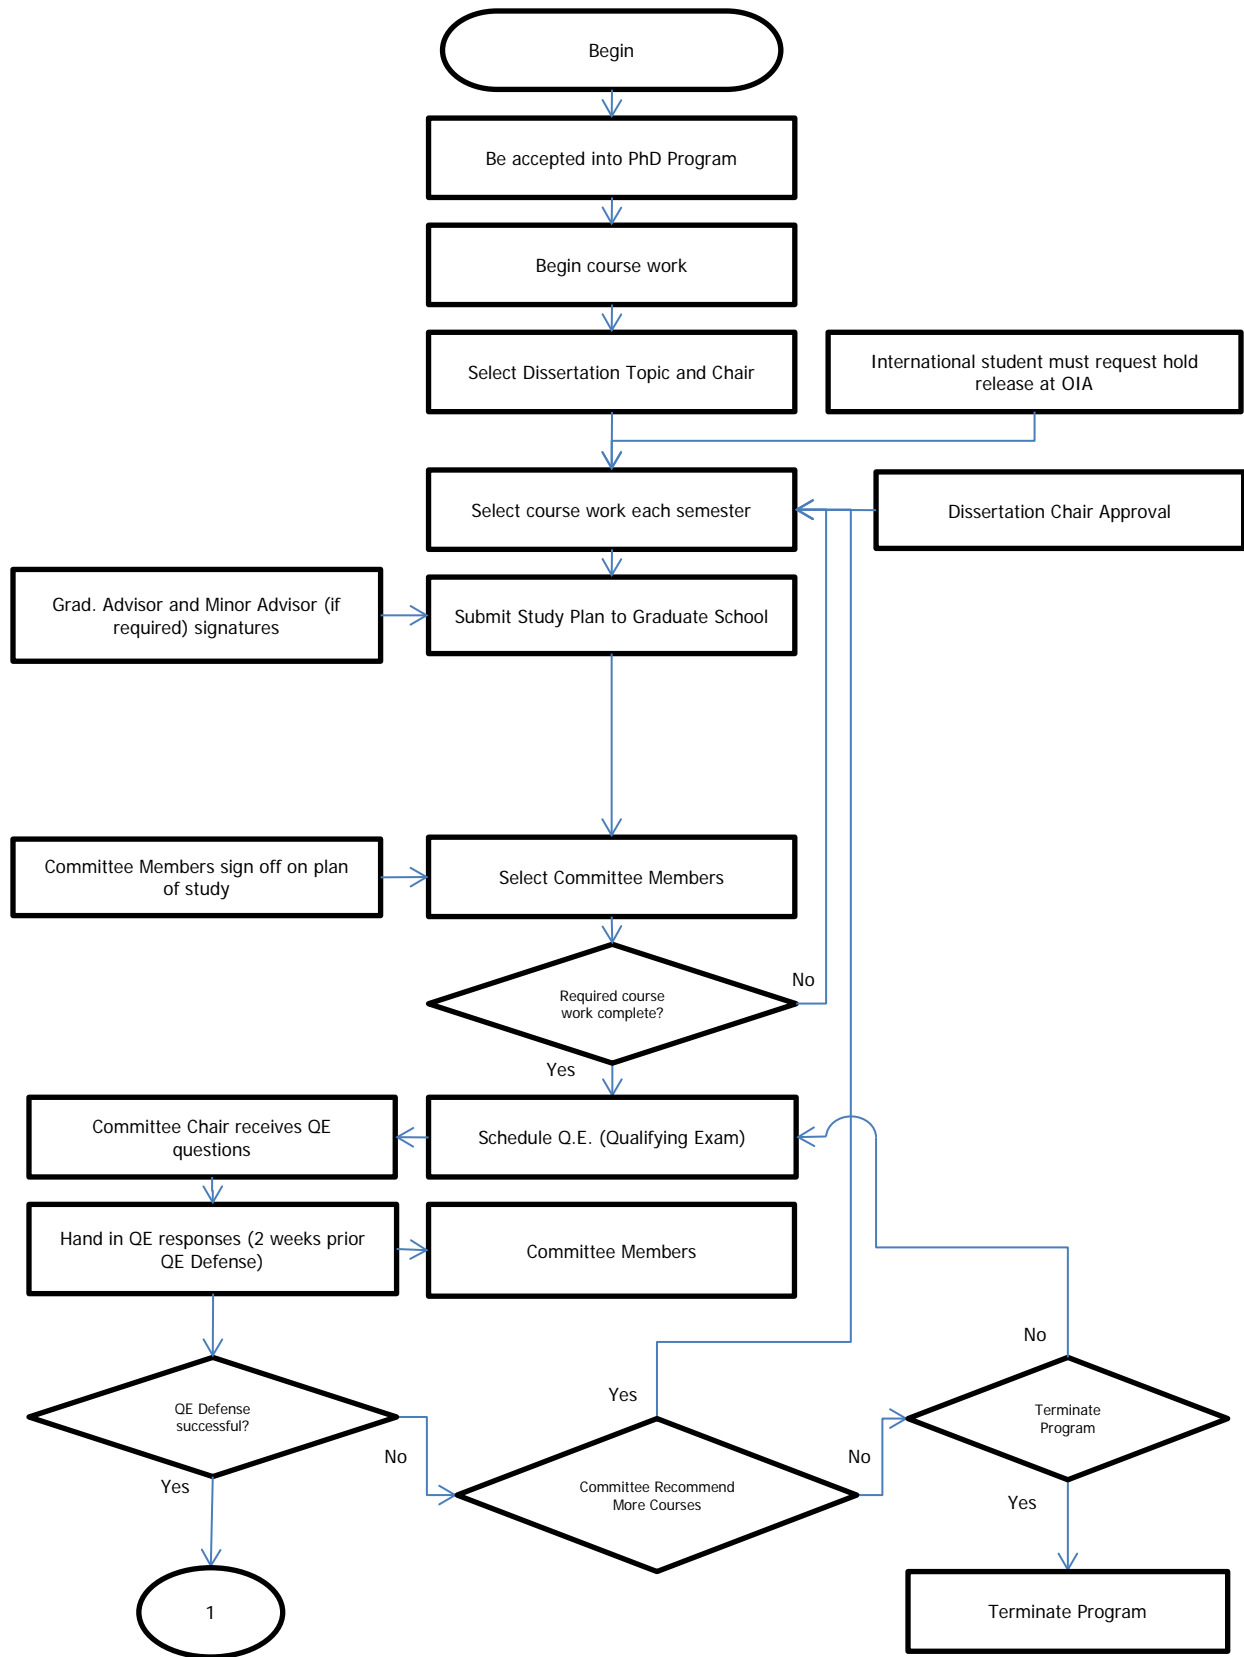 Begin
Be accepted into PhD Program
Begin course work
Select Dissertation Topic and Chair
International student must request hold
release at OIA
Select course work each semester
Dissertation Chair Approval
Grad. Advisor and Minor Advisor (if
required) signatures
Submit Study Plan to Graduate School
Committee Members sign off on plan
of study
Select Committee Members
Required course
work complete?
No
Yes
Committee Chair receives QE
questions
Schedule Q.E. (Qualifying Exam)
Hand in QE responses (2 weeks prior
QE Defense)
Committee Members
QE Defense
successful?
No
Yes
Committee Recommend
More Courses
Yes
No
Terminate
Program
No
Yes
1
Terminate Program